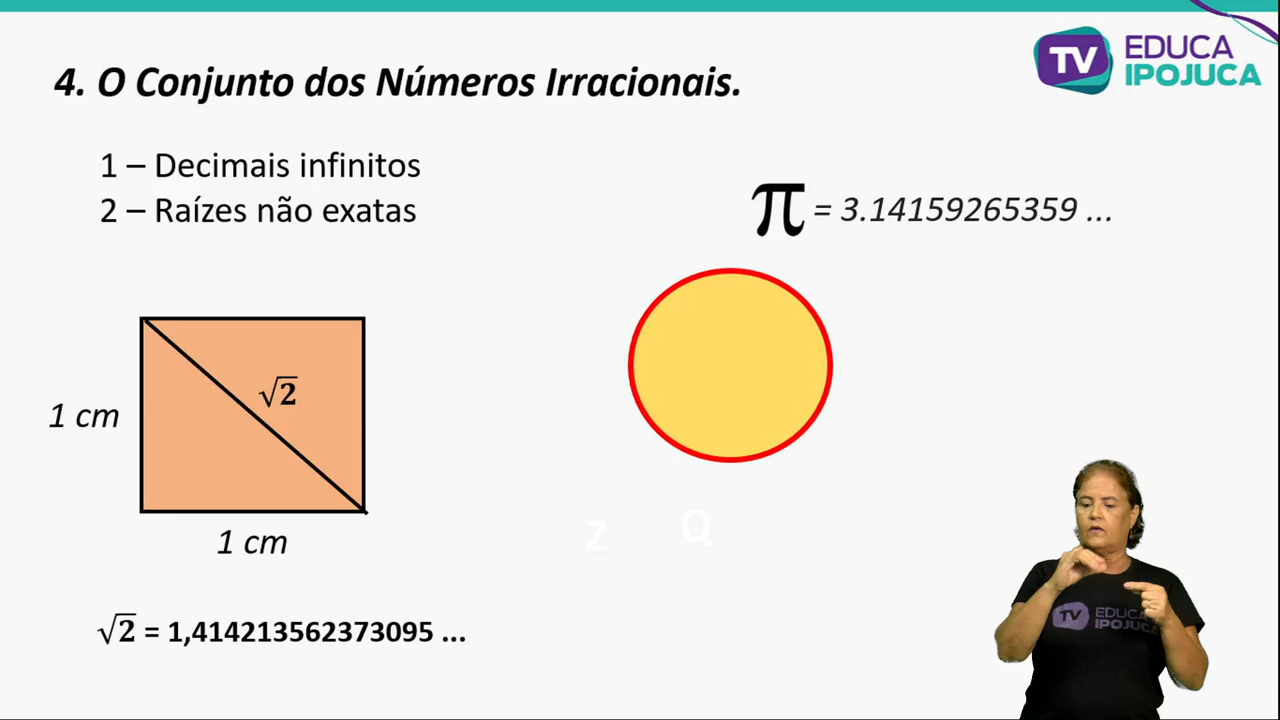 TV EDUCA
IPOJUCA
4. O Conjunto dos Números Irracionais.
1 – Decimais infinitos
2 – Raízes não exatas
π = 3.14159265359 ...
√2
1 cm
1 cm
Z Q
√2 = 1,414213562373095 ...
TV EDUCA
IPOJUCA